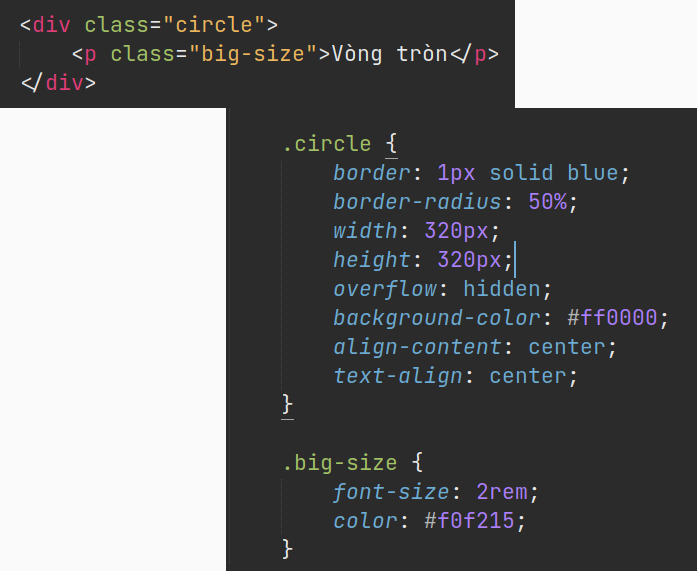 <div class="circle">
    <p class="big-size">Vòng tròn</p>
</div>
.circle {
    border: 1px solid blue;
    border-radius: 50%;
    width: 320px;
    height: 320px;
    overflow: hidden;
    background-color: #ff0000;
    align-content: center;
    text-align: center;
}
.big-size {
    font-size: 2rem;
    color: #f0f215;
}